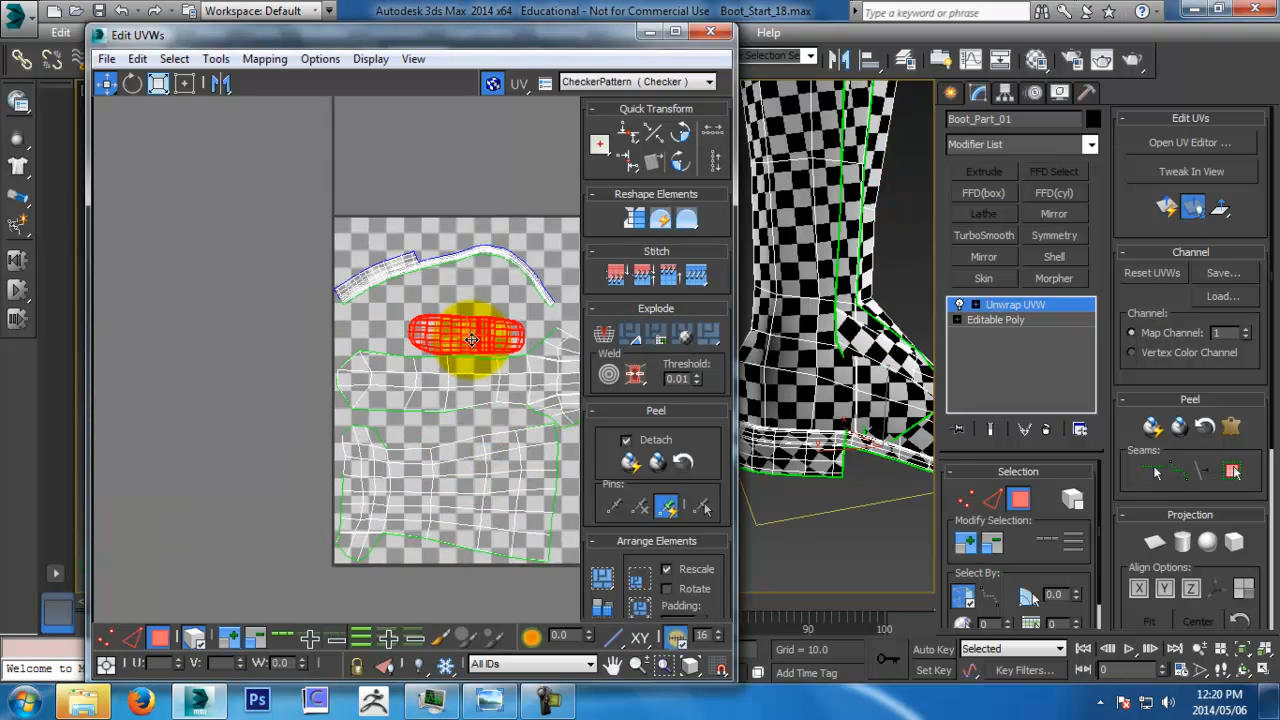 Workspace: Default
Autodesk 3ds Max 2014 x64
Educational - Not for Commercial Use
Boot_Start_18.max
Type a keyword or phrase
Ed
Edit UVWs
Help
File
Edit
Select
Tools
Mapping
Options
Display
View
UV
CheckerPattern ( Checker )
Selection Se
Quick Transform
Reshape Elements
Stitch
Explode
Weld
Threshold:
0.01
Peel
Detach
Pins:
Arrange Elements
Rescale
Rotate
Padding:
Boot_Part_01
Modifier List
Extrude
FFD Select
FFD(box)
FFD(cyl)
Lathe
Mirror
TurboSmooth
Symmetry
Mirror
Shell
Skin
Morpher
Unwrap UVW
Editable Poly
Selection
Modify Selection:
Select By:
0.0
Edit UVs
Open UV Editor ...
Tweak In View
Channel
Reset UVWs
Save...
Load...
Channel:
Map Channel:
1
Vertex Color Channel
Peel
Seams:
Projection
Align Options:
X
Y
Z
Fit
0.0
XY
16
U:
V:
W:
0.0
All IDs
90
100
Grid = 10.0
Add Time Tag
Auto Key
Selected
Set Key
Key Filters...
0
Welcome to M
Ps
12:20 PM
2014/05/06